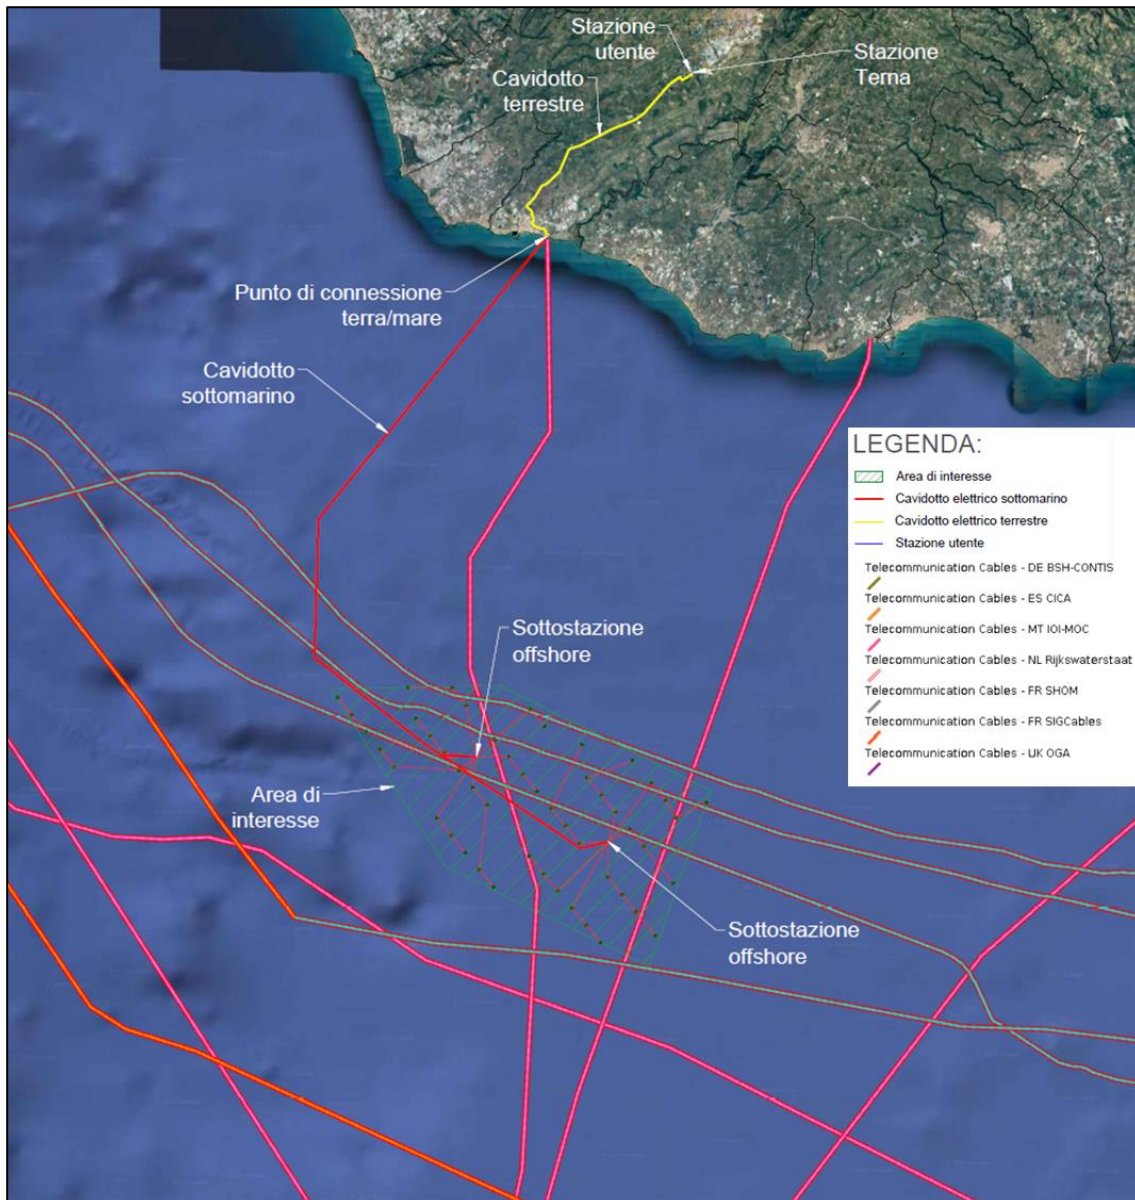 Stazione
utente
Stazione
Terna
Cavidotto
terrestre
Punto di connessione
terra/mare
Cavidotto
sottomarino
LEGENDA:
Area di interesse
Cavidotto elettrico sottomarino
Cavidotto elettrico terrestre
Stazione utente
Telecommunication Cables - DE BSH-CONTIS
Telecommunication Cables - ES CICA
Telecommunication Cables - MT IOI-MOC
Telecommunication Cables - NL Rijkswaterstaat
Telecommunication Cables - FR SHOM
Telecommunication Cables - FR SIGCables
Telecommunication Cables - UK OGA
Sottostazione
offshore
Area di
interesse
Sottostazione
offshore